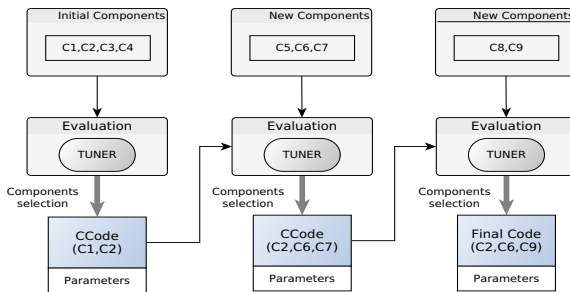 Initial Components
C1,C2,C3,C4
New Components
C5,C6,C7
New Components
C8,C9
Evaluation
TUNER
Evaluation
TUNER
Evaluation
TUNER
Components
selection
Components
selection
Components
selection
CCode
(C1,C2)
Parameters
CCode
(C2,C6,C7)
Parameters
Final Code
(C2,C6,C9)
Parameters